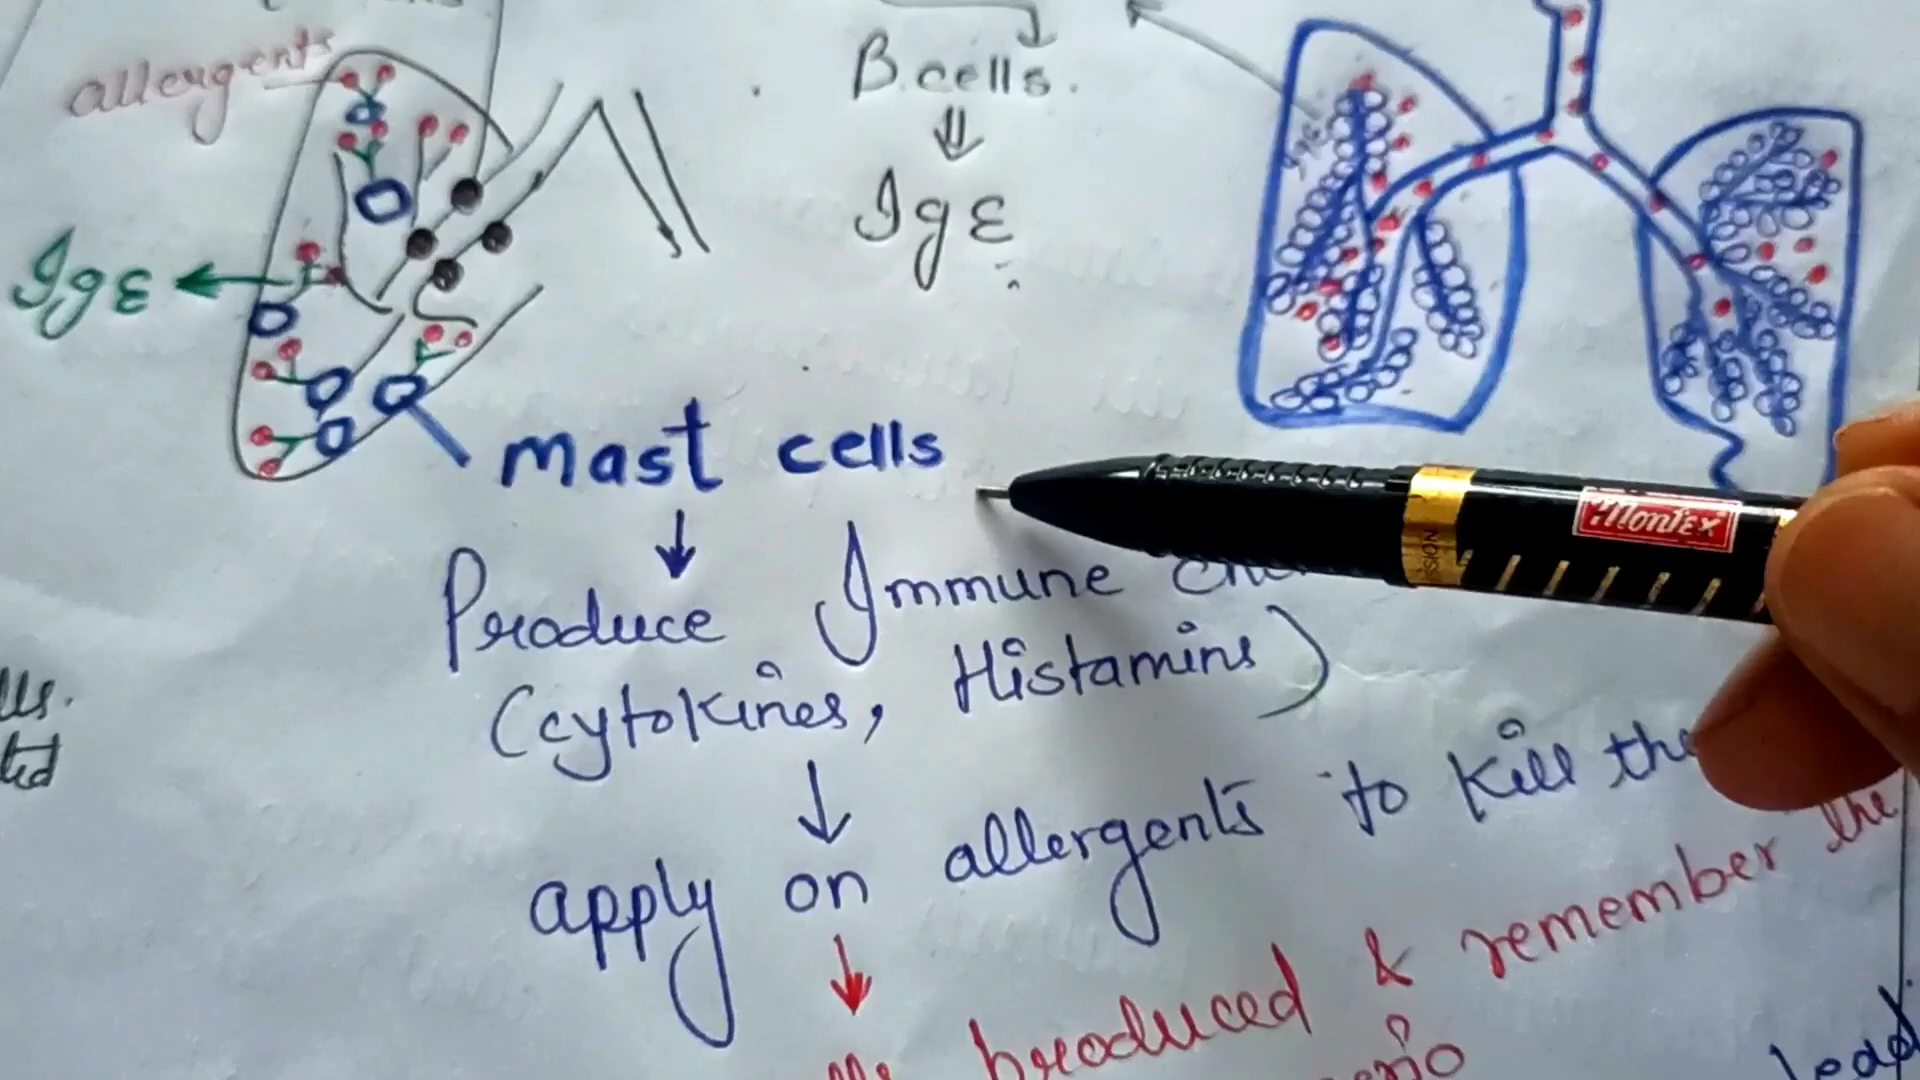 allergents
B.cells.
IgE
IgE
mast cells
Produce Immune
(cytokines, Histamins)
apply on allergents to kill the
produced & remember the
Montex